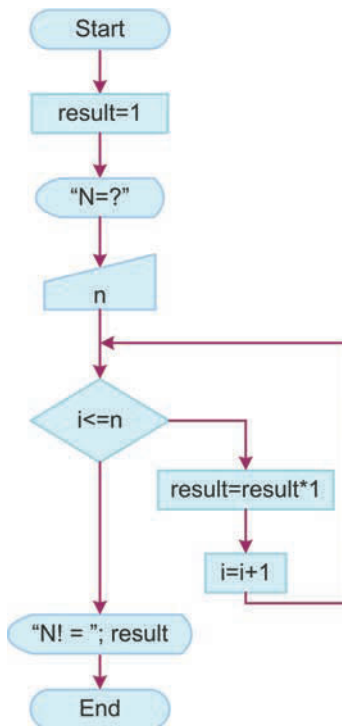 Start
result=1
“N=?”
n
i<=n
result=result*1
i=i+1
“N! = ”; result
End